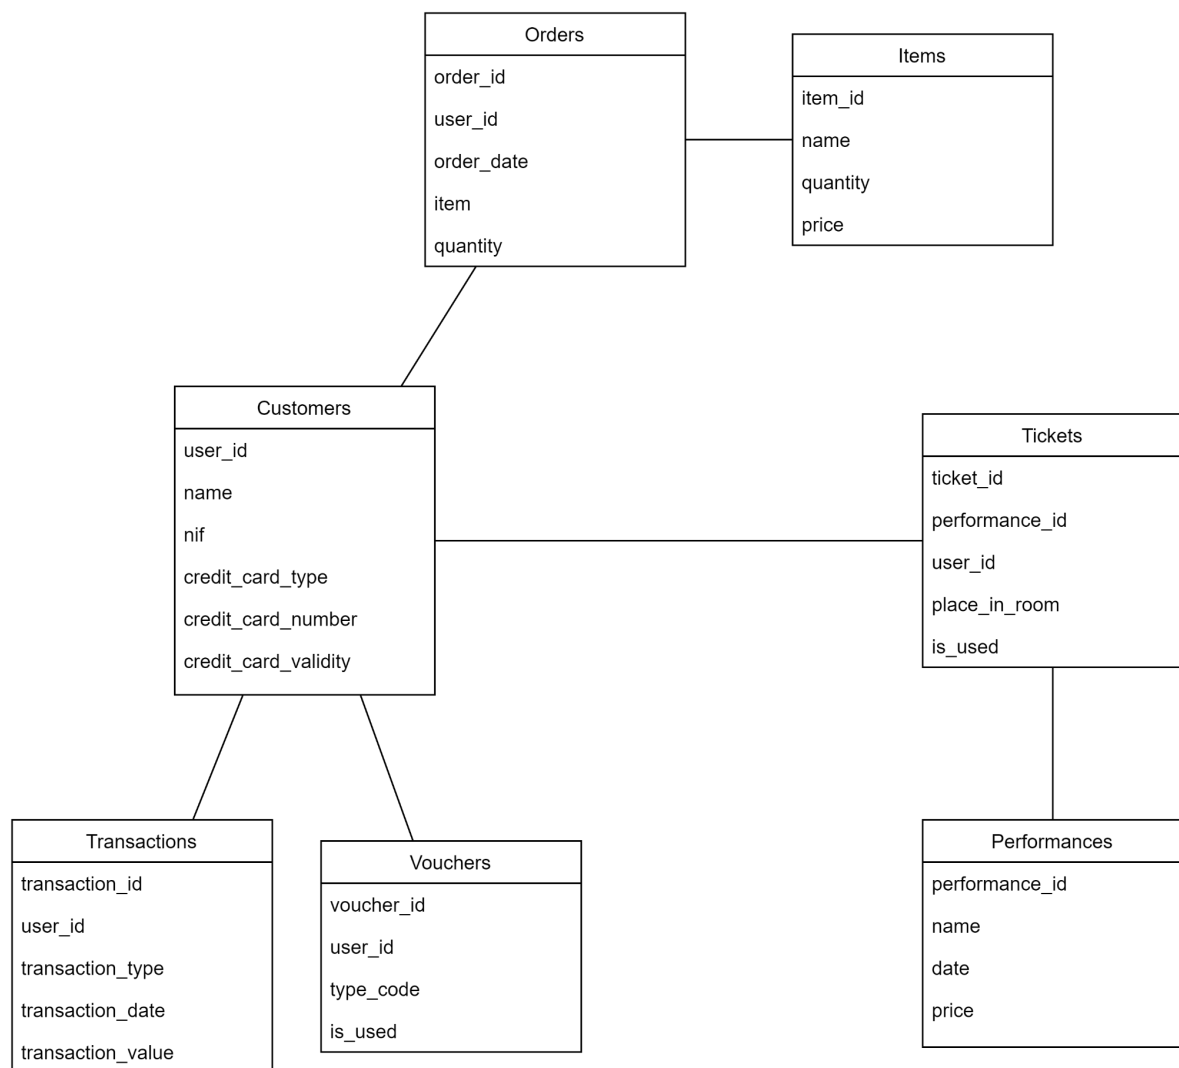 Orders
order_id
user_id
order_date
item
quantity
Items
item_id
name
quantity
price
Customers
user_id
name
nif
credit_card_type
credit_card_number
credit_card_validity
Tickets
ticket_id
performance_id
user_id
place_in_room
is_used
Transactions
transaction_id
user_id
transaction_type
transaction_date
transaction_value
Vouchers
voucher_id
user_id
type_code
is_used
Performances
performance_id
name
date
price